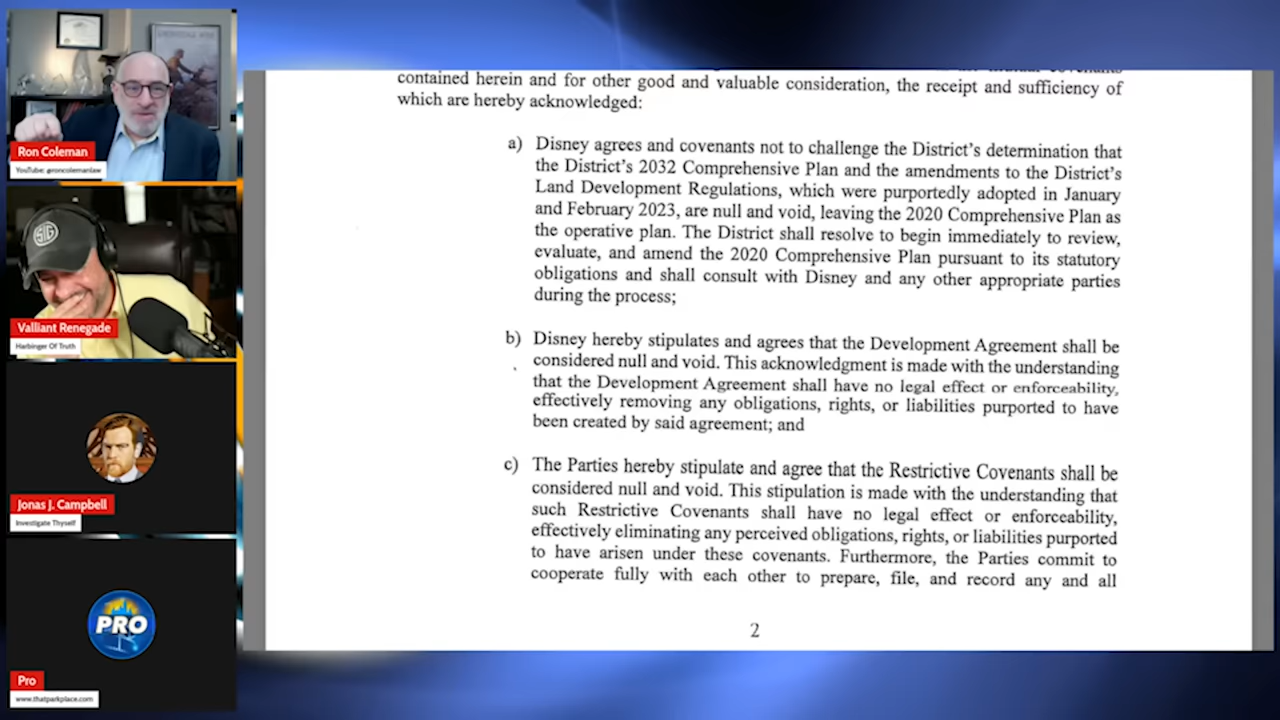 Ron Coleman
YouTube: @roncolemanlaw
SIG
Valliant Renegade
Harbinger Of Truth
Jonas J. Campbell
Investigate Thyself
PRO
Pro
www.thatparkplace.com
contained herein and for other good and valuable consideration, the receipt and sufficiency of
which are hereby acknowledged:
a) Disney agrees and covenants not to challenge the District's determination that
the District's 2032 Comprehensive Plan and the amendments to the District's
Land Development Regulations, which were purportedly adopted in January
and February 2023, are null and void, leaving the 2020 Comprehensive Plan as
the operative plan. The District shall resolve to begin immediately to review,
evaluate, and amend the 2020 Comprehensive Plan pursuant to its statutory
obligations and shall consult with Disney and any other appropriate parties
during the process;
b) Disney hereby stipulates and agrees that the Development Agreement shall be
considered null and void. This acknowledgment is made with the understanding
that the Development Agreement shall have no legal effect or enforceability,
effectively removing any obligations, rights, or liabilities purported to have
been created by said agreement; and
c) The Parties hereby stipulate and agree that the Restrictive Covenants shall be
considered null and void. This stipulation is made with the understanding that
such Restrictive Covenants shall have no legal effect or enforceability,
effectively eliminating any perceived obligations, rights, or liabilities purported
to have arisen under these covenants. Furthermore, the Parties commit to
cooperate fully with each other to prepare, file, and record any and all
2